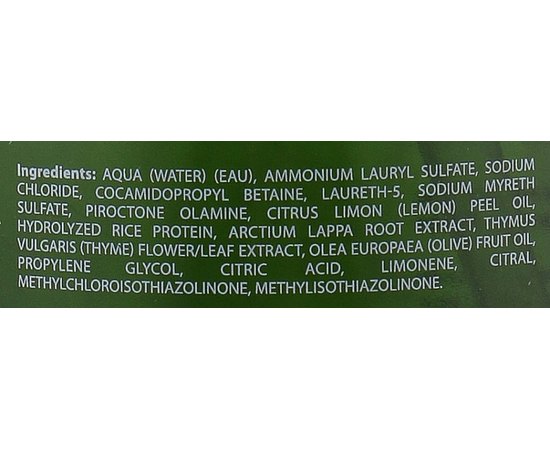 Ingredients: AQUA (WATER) (EAU), AMMONIUM LAURYL SULFATE, SODIUM
CHLORIDE, COCAMIDOPROPYL BETAINE, LAURETH-5, SODIUM MYRETH
SULFATE, PIROCTONE OLAMINE, CITRUS LIMON (LEMON) PEEL OIL,
HYDROLYZED RICE PROTEIN, ARCTIUM LAPPA ROOT EXTRACT, THYMUS
VULGARIS (THYME) FLOWER/LEAF EXTRACT, OLEA EUROPAEA (OLIVE) FRUIT OIL,
PROPYLENE GLYCOL, CITRIC ACID, LIMONENE, CITRAL,
METHYLCHLOROISOTHIAZOLINONE, METHYLISOTHIAZOLINONE.